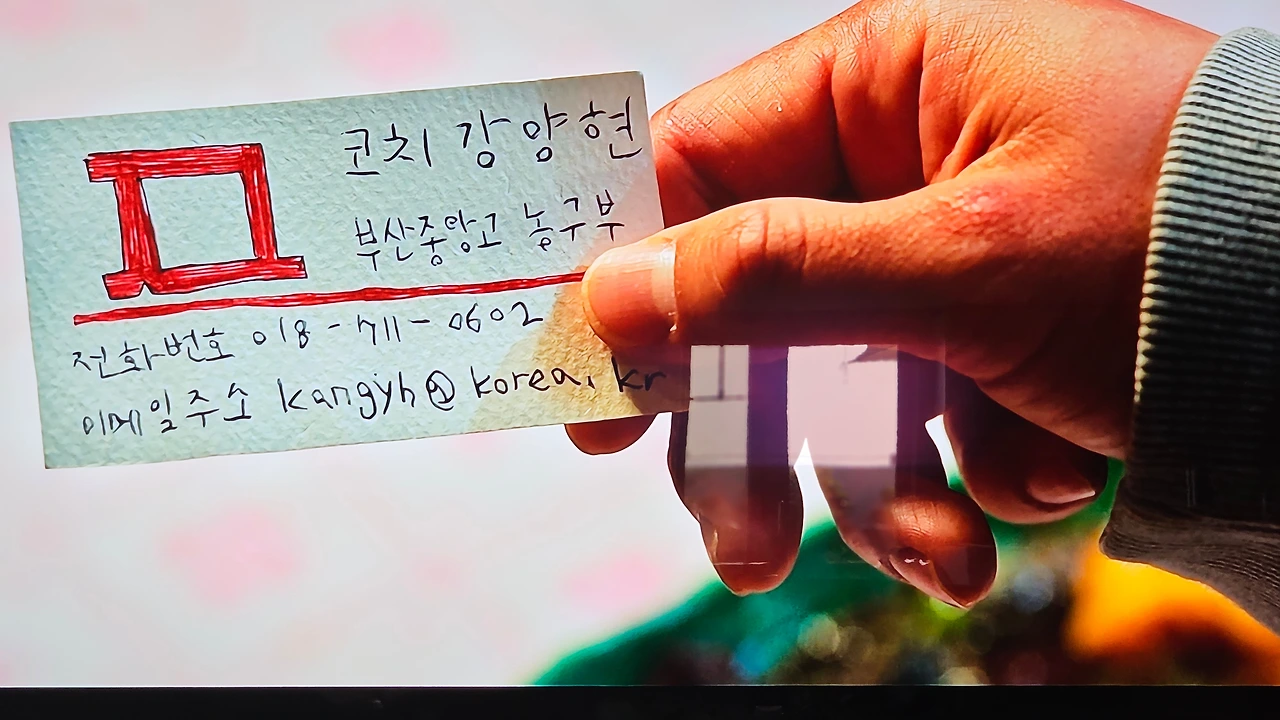 코치 강양현
부산중앙고 농구부
전화번호 018-711-0602
이메일주소 kangyh@korea.kr